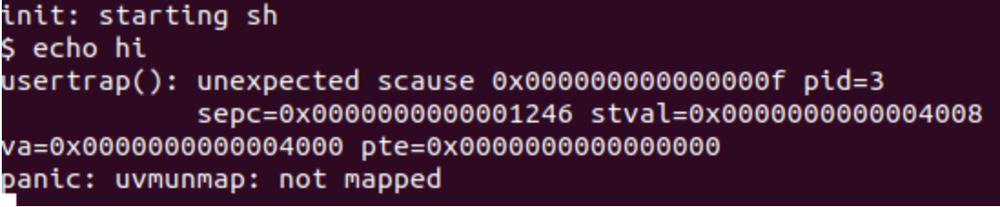 init: starting sh
$ echo hi
usertrap(): unexpected scause 0x000000000000000f pid=3
            sepc=0x0000000000001246 stval=0x0000000000004008
va=0x0000000000004000 pte=0x0000000000000000
panic: uvmunmap: not mapped